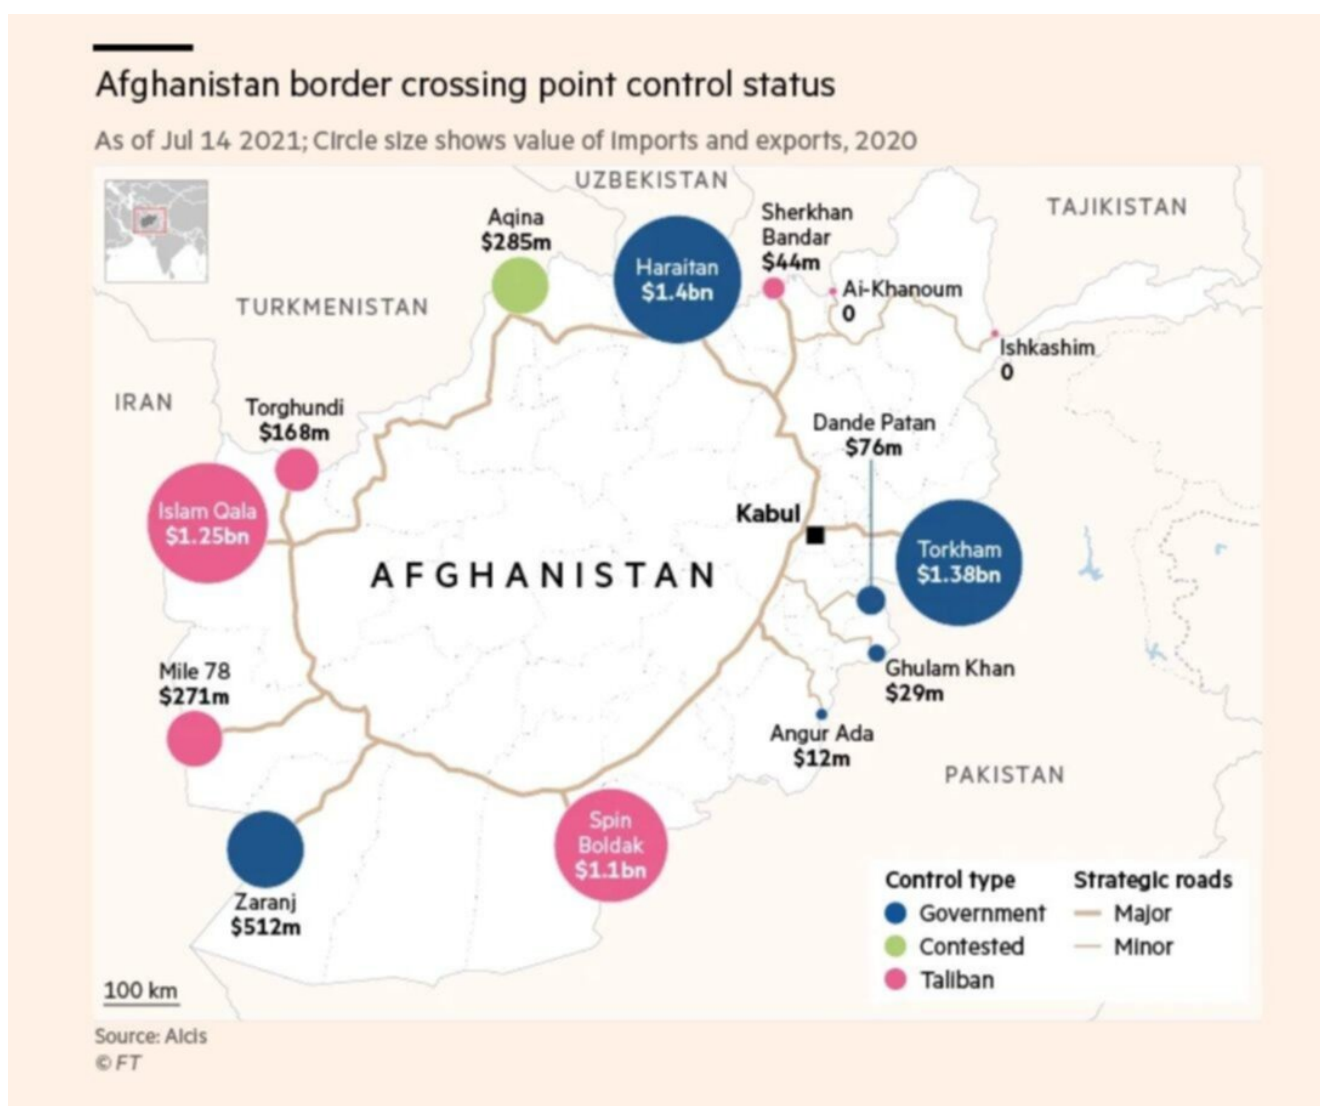 Afghanistan border crossing point control status
As of Jul 14 2021; Circle size shows value of imports and exports, 2020
UZBEKISTAN
TAJIKISTAN
Aqina
$285m
Haraitan
$1.4bn
Sherkhan
Bandar
$44m
Ai-Khanoum
0
TURKMENISTAN
Ishkashim
0
IRAN
Torghundi
$168m
Dande Patan
$76m
Islam Qala
$1.25bn
Kabul
Torkham
$1.38bn
AFGHANISTAN
Mile 78
$271m
Ghulam Khan
$29m
Angur Ada
$12m
PAKISTAN
Spin
Boldak
$1.1bn
Zaranj
$512m
Control type
Government
Contested
Taliban
Strategic roads
Major
Minor
100 km
Source: Alcis
© FT